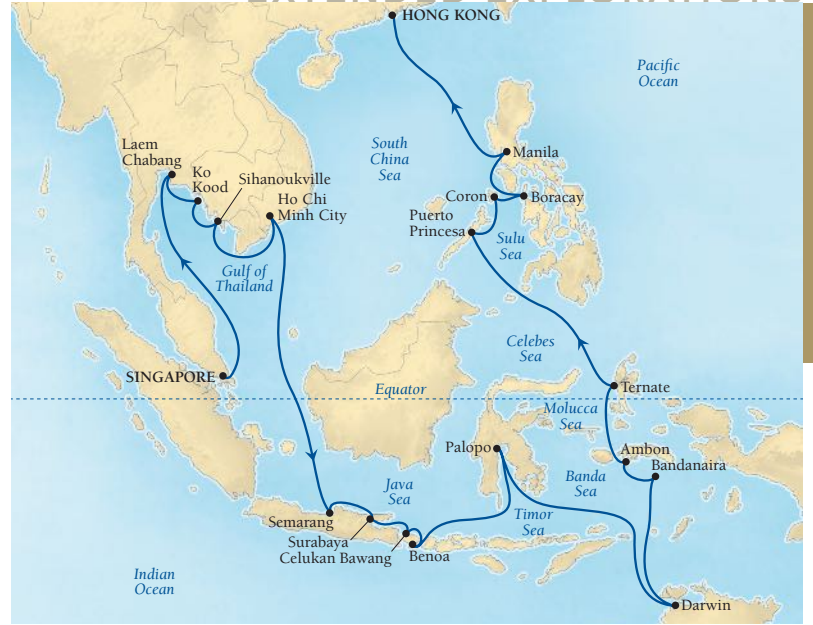 HONG KONG
Pacific
Ocean
Laem
Chabang
Ko
Kood
Sihanoukville
Ho Chi
Minh City
South
China
Sea
Manila
Coron
Boracay
Puerto
Princesa
Sulu
Sea
Gulf of
Thailand
Celebes
Sea
SINGAPORE
Equator
Ternate
Molucca
Sea
Palopo
Ambon
Bandanaira
Banda
Sea
Java
Sea
Timor
Sea
Semarang
Surabaya
Celukan Bawang
Benoa
Indian
Ocean
Darwin